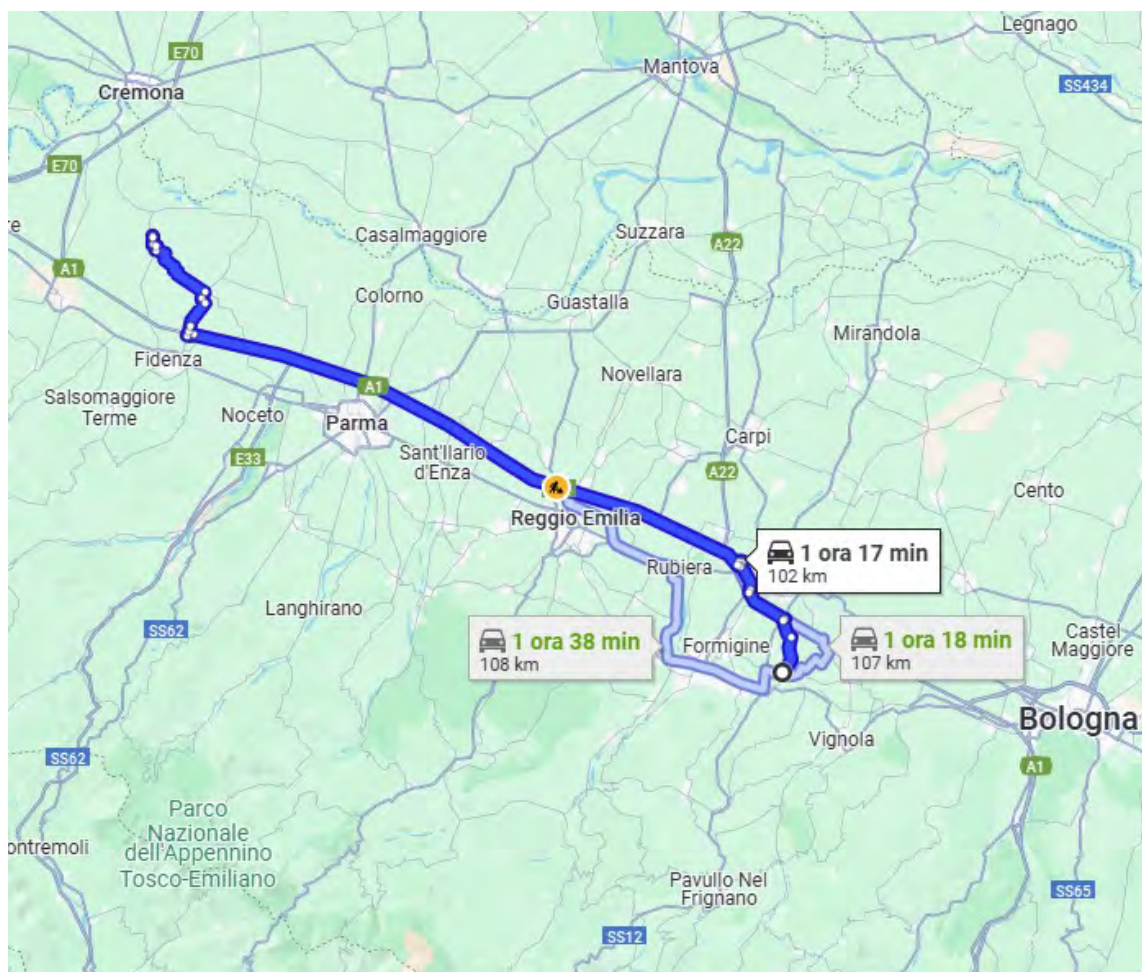 Legnago
E70
Mantova
Cremona
SS434
E70
re
Casalmaggiore
Suzzara
A22
A1
Colorno
Guastalla
Mirandola
Fidenza
Novellara
A1
Salsomaggiore
Terme
Noceto
Parma
Carpi
Sant'Ilario
d'Enza
E33
A22
Cento
Reggio Emilia
1 ora 17 min
102 km
Rubiera
Langhirano
SS62
1 ora 38 min
108 km
Formigine
1 ora 18 min
107 km
Castel
Maggiore
Bologna
Vignola
SS62
A1
Parco
Nazionale
dell'Appennino
Tosco-Emiliano
ontremoli
Pavullo Nel
Frignano
SS65
SS12